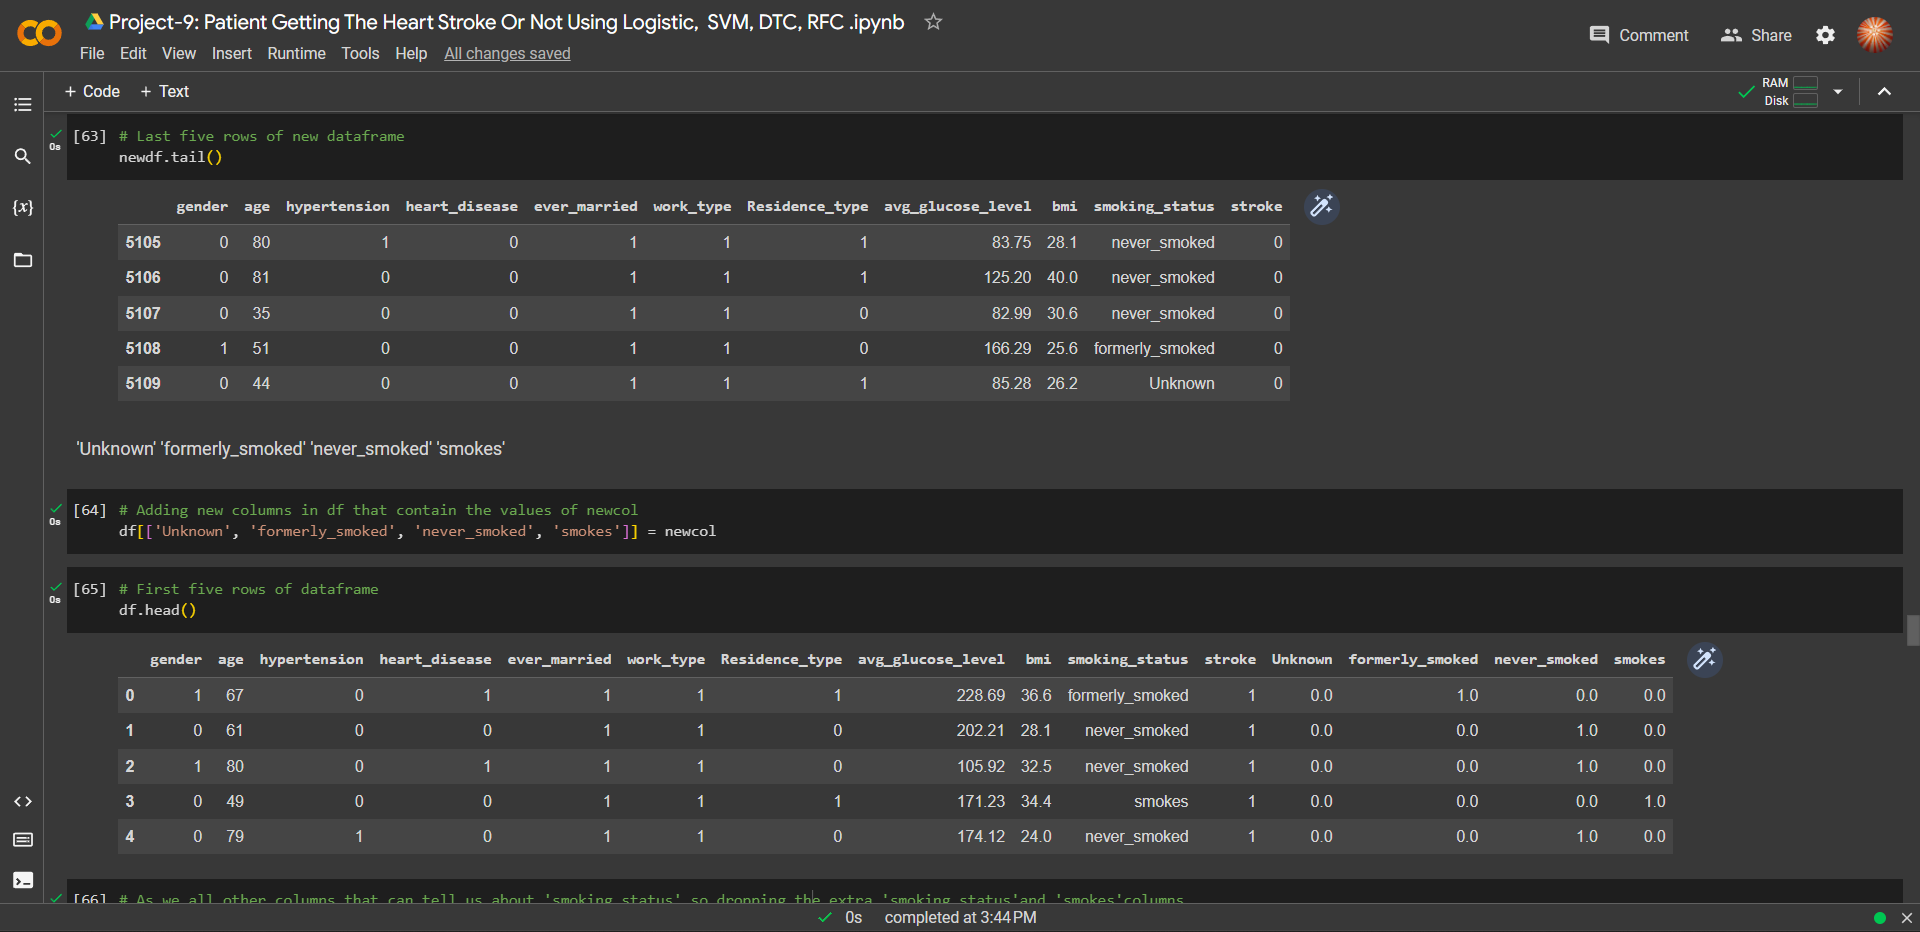 Project-9: Patient Getting The Heart Stroke Or Not Using Logistic, SVM, DTC, RFC .ipynb
Comment Share
File Edit View Insert Runtime Tools Help All changes saved
+ Code + Text
RAM
Disk
[63] # Last five rows of new dataframe
0s
newdf.tail()
gender age hypertension heart_disease ever_married work_type Residence_type avg_glucose_level bmi smoking_status stroke
5105 0 80 1 0 1 1 1 83.75 28.1 never_smoked 0
5106 0 81 0 0 1 1 1 125.20 40.0 never_smoked 0
5107 0 35 0 0 1 1 0 82.99 30.6 never_smoked 0
5108 1 51 0 0 1 1 0 166.29 25.6 formerly_smoked 0
5109 0 44 0 0 1 1 1 85.28 26.2 Unknown 0
'Unknown' 'formerly_smoked' 'never_smoked' 'smokes'
[64] # Adding new columns in df that contain the values of newcol
0s
df[['Unknown', 'formerly_smoked', 'never_smoked', 'smokes']] = newcol
[65] # First five rows of dataframe
0s
df.head()
gender age hypertension heart_disease ever_married work_type Residence_type avg_glucose_level bmi smoking_status stroke Unknown formerly_smoked never_smoked smokes
0 1 67 0 1 1 1 1 228.69 36.6 formerly_smoked 1 0.0 1.0 0.0 0.0
1 0 61 0 0 1 1 0 202.21 28.1 never_smoked 1 0.0 0.0 1.0 0.0
2 1 80 0 1 1 1 0 105.92 32.5 never_smoked 1 0.0 0.0 1.0 0.0
3 0 49 0 0 1 1 1 171.23 34.4 smokes 1 0.0 0.0 0.0 1.0
4 0 79 1 0 1 1 0 174.12 24.0 never_smoked 1 0.0 0.0 1.0 0.0
[66] # As we all other columns that can tell us about 'smoking_status' so dropping the extra 'smoking_status'and 'smokes'columns
0s completed at 3:44 PM